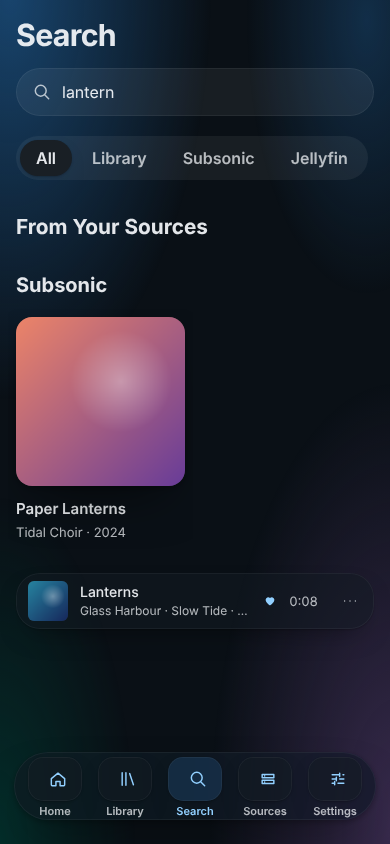 Search
lantern
All
Library
Subsonic
Jellyfin
From Your Sources
Subsonic
Paper Lanterns
Tidal Choir · 2024
Lanterns
Glass Harbour · Slow Tide · ...
0:08
Home
Library
Search
Sources
Settings